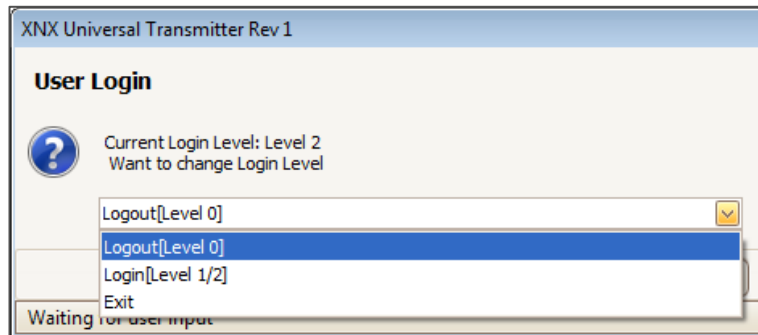 XNX Universal Transmitter Rev 1
User Login
Current Login Level: Level 2
Want to change Login Level
Logout[Level 0]
Logout[Level 0]
Login[Level 1/2]
Exit
Waiting for user input